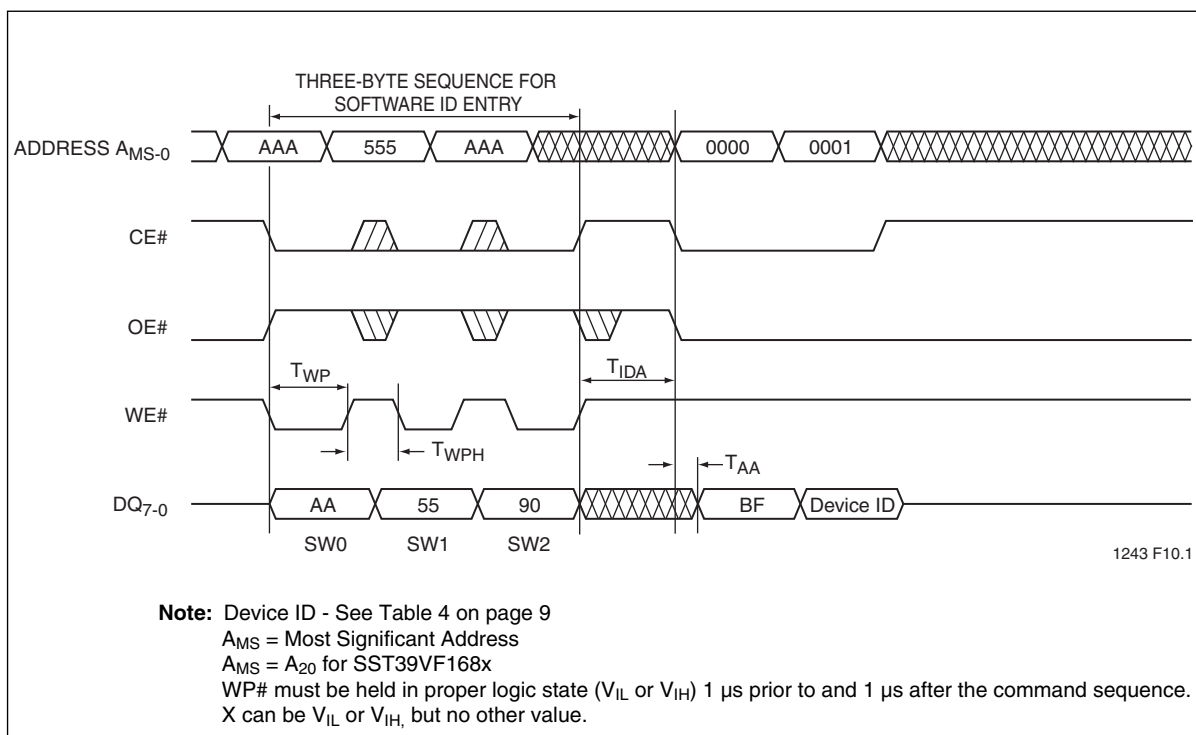 THREE-BYTE SEQUENCE FOR
SOFTWARE ID ENTRY
ADDRESS AMS-0 AAA 555 AAA 0000 0001
CE#
OE#
TWP TIDA
WE#
TWPH TAA
DQ7-0 AA 55 90 BF Device ID
SW0 SW1 SW2
1243 F10.1
Note: Device ID - See Table 4 on page 9
AMS = Most Significant Address
AMS = A20 for SST39VF168x
WP# must be held in proper logic state (VIL or VIH) 1 µs prior to and 1 µs after the command sequence.
X can be VIL or VIH, but no other value.